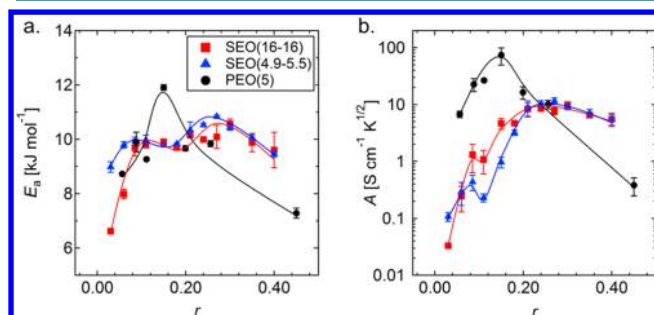 a.
SEO(16-16)
SEO(4.9-5.5)
PEO(5)
14
12
10
8
6
Eₐ [kJ mol⁻¹]
0.00
0.20
0.40
r
b.
100
10
1
0.1
0.01
A [S cm⁻¹ K^1/2]
0.00
0.20
0.40
r